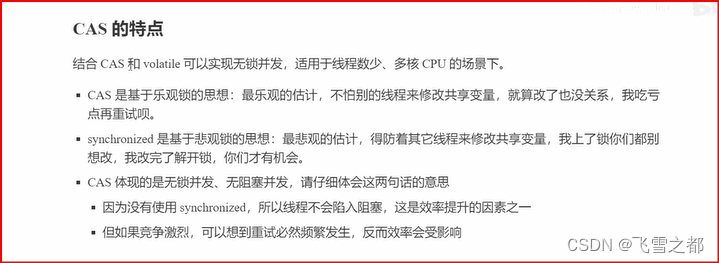 CAS 的特点
结合 CAS 和 volatile 可以实现无锁并发，适用于线程数少、多核 CPU 的场景下。
CAS 是基于乐观锁的思想：最乐观的估计，不怕别的线程来修改共享变量，就算改了也没关系，我吃亏
点再重试呗。
synchronized 是基于悲观锁的思想：最悲观的估计，得防着其它线程来修改共享变量，我上了锁你们都别
想改，我改完了解开锁，你们才有机会。
CAS 体现的是无锁并发、无阻塞并发，请仔细体会这两句话的意思
因为没有使用 synchronized，所以线程不会陷入阻塞，这是效率提升的因素之一
但如果竞争激烈，可以想到重试必然频繁发生，反而效率会受影响
CSDN @飞雪之都